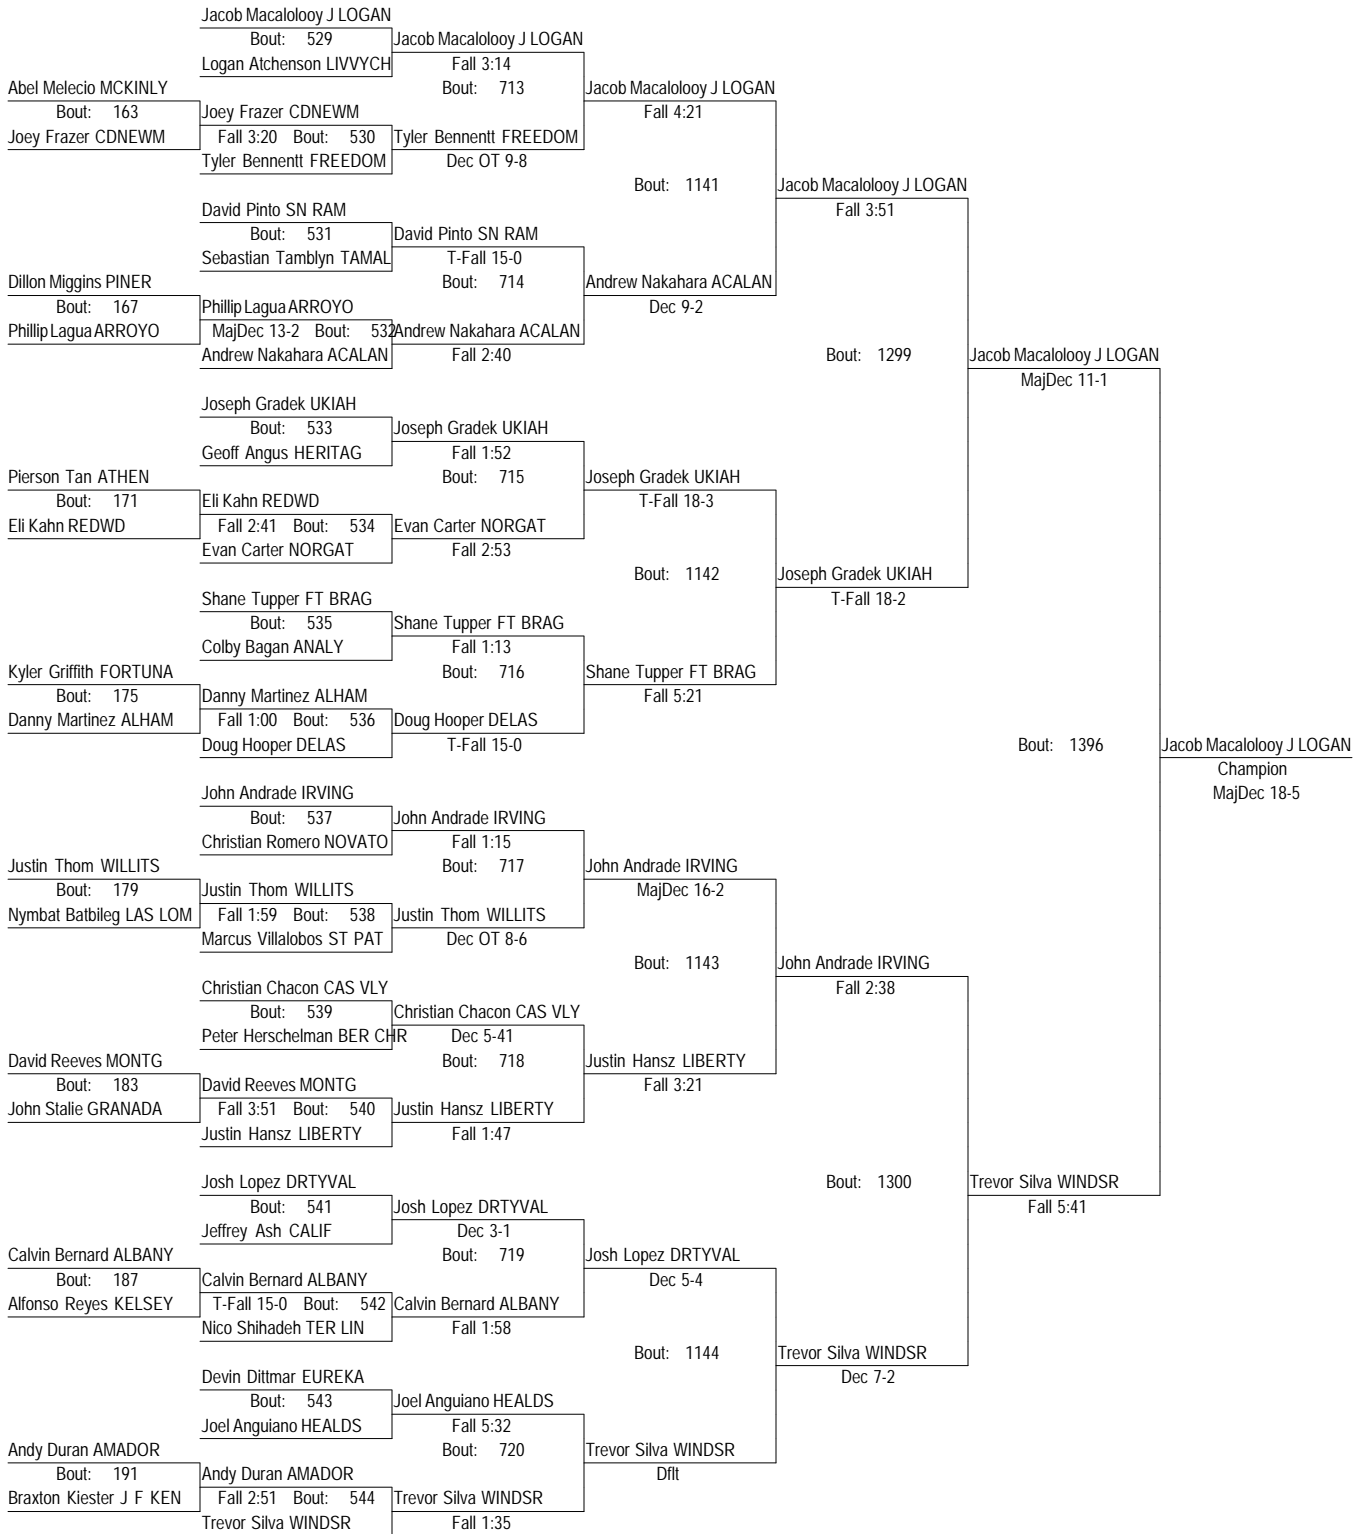 Jacob Macalolooy J LOGAN
Bout: 529
Jacob Macalolooy J LOGAN
Logan Atchenson LIVVYCH
Fall 3:14
Abel Melecio MCKINLY
Bout: 713
Jacob Macalolooy J LOGAN
Bout: 163
Joey Frazer CDNEWM
Fall 4:21
Joey Frazer CDNEWM
Fall 3:20 Bout: 530
Tyler Bennentt FREEDOM
Tyler Bennentt FREEDOM
Dec OT 9-8
Bout: 1141
Jacob Macalolooy J LOGAN
David Pinto SN RAM
Fall 3:51
Bout: 531
David Pinto SN RAM
Sebastian Tamblyn TAMAL
T-Fall 15-0
Dillon Miggins PINER
Bout: 714
Andrew Nakahara ACALAN
Bout: 167
Phillip Lagua ARROYO
Dec 9-2
Phillip Lagua ARROYO
MajDec 13-2 Bout: 532
Andrew Nakahara ACALAN
Andrew Nakahara ACALAN
Fall 2:40
Bout: 1299
Jacob Macalolooy J LOGAN
MajDec 11-1
Joseph Gradek UKIAH
Bout: 533
Joseph Gradek UKIAH
Geoff Angus HERITAG
Fall 1:52
Pierson Tan ATHEN
Bout: 715
Joseph Gradek UKIAH
Bout: 171
Eli Kahn REDWD
T-Fall 18-3
Eli Kahn REDWD
Fall 2:41 Bout: 534
Evan Carter NORGAT
Evan Carter NORGAT
Fall 2:53
Bout: 1142
Joseph Gradek UKIAH
Shane Tupper FT BRAG
T-Fall 18-2
Bout: 535
Shane Tupper FT BRAG
Colby Bagan ANALY
Fall 1:13
Kyler Griffith FORTUNA
Bout: 716
Shane Tupper FT BRAG
Bout: 175
Danny Martinez ALHAM
Fall 5:21
Danny Martinez ALHAM
Fall 1:00 Bout: 536
Doug Hooper DELAS
Doug Hooper DELAS
T-Fall 15-0
Bout: 1396
Jacob Macalolooy J LOGAN
Champion
MajDec 18-5
John Andrade IRVING
Bout: 537
John Andrade IRVING
Christian Romero NOVATO
Fall 1:15
Justin Thom WILLITS
Bout: 717
John Andrade IRVING
Bout: 179
Justin Thom WILLITS
MajDec 16-2
Nymbat Batbileg LAS LOM
Fall 1:59 Bout: 538
Justin Thom WILLITS
Marcus Villalobos ST PAT
Dec OT 8-6
Bout: 1143
John Andrade IRVING
Christian Chacon CAS VLY
Fall 2:38
Bout: 539
Christian Chacon CAS VLY
Peter Herschelman BER CHR
Dec 5-41
David Reeves MONTG
Bout: 718
Justin Hansz LIBERTY
Bout: 183
David Reeves MONTG
Fall 3:21
John Stalie GRANADA
Fall 3:51 Bout: 540
Justin Hansz LIBERTY
Justin Hansz LIBERTY
Fall 1:47
Josh Lopez DRTYVAL
Bout: 1300
Trevor Silva WINDSR
Bout: 541
Josh Lopez DRTYVAL
Fall 5:41
Jeffrey Ash CALIF
Dec 3-1
Calvin Bernard ALBANY
Bout: 719
Josh Lopez DRTYVAL
Bout: 187
Calvin Bernard ALBANY
Dec 5-4
Alfonso Reyes KELSEY
T-Fall 15-0 Bout: 542
Calvin Bernard ALBANY
Nico Shihadeh TER LIN
Fall 1:58
Bout: 1144
Trevor Silva WINDSR
Devin Dittmar EUREKA
Dec 7-2
Bout: 543
Joel Anguiano HEALDS
Joel Anguiano HEALDS
Fall 5:32
Andy Duran AMADOR
Bout: 720
Trevor Silva WINDSR
Bout: 191
Andy Duran AMADOR
Dflt
Braxton Kiester J F KEN
Fall 2:51 Bout: 544
Trevor Silva WINDSR
Trevor Silva WINDSR
Fall 1:35